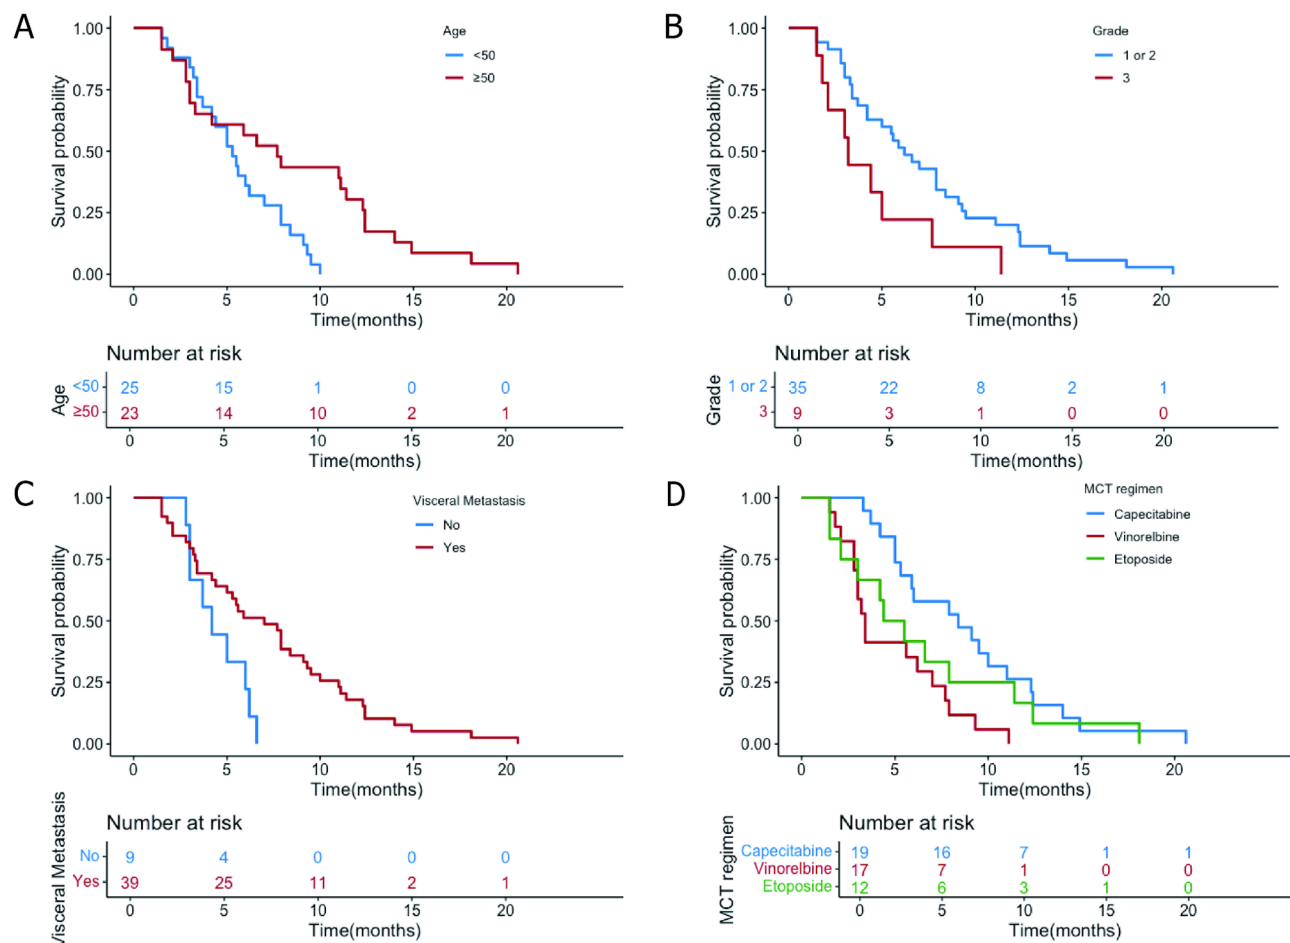 A
Age
<50
≥50
Survival probability
1.00
0.75
0.50
0.25
0.00
0 5 10 15 20
Time(months)
Number at risk
Age
<50 25 15 1 0 0
≥50 23 14 10 2 1
0 5 10 15 20
Time(months)
B
Grade
1 or 2
3
Survival probability
1.00
0.75
0.50
0.25
0.00
0 5 10 15 20
Time(months)
Number at risk
Grade
1 or 2 35 22 8 2 1
3 9 3 1 0 0
0 5 10 15 20
Time(months)
C
Visceral Metastasis
No
Yes
Survival probability
1.00
0.75
0.50
0.25
0.00
0 5 10 15 20
Time(months)
Number at risk
Visceral Metastasis
No 9 4 0 0 0
Yes 39 25 11 2 1
0 5 10 15 20
Time(months)
D
MCT regimen
Capecitabine
Vinorelbine
Etoposide
Survival probability
1.00
0.75
0.50
0.25
0.00
0 5 10 15 20
Time(months)
Number at risk
MCT regimen
Capecitabine 19 16 7 1 1
Vinorelbine 17 7 1 0 0
Etoposide 12 6 3 1 0
0 5 10 15 20
Time(months)